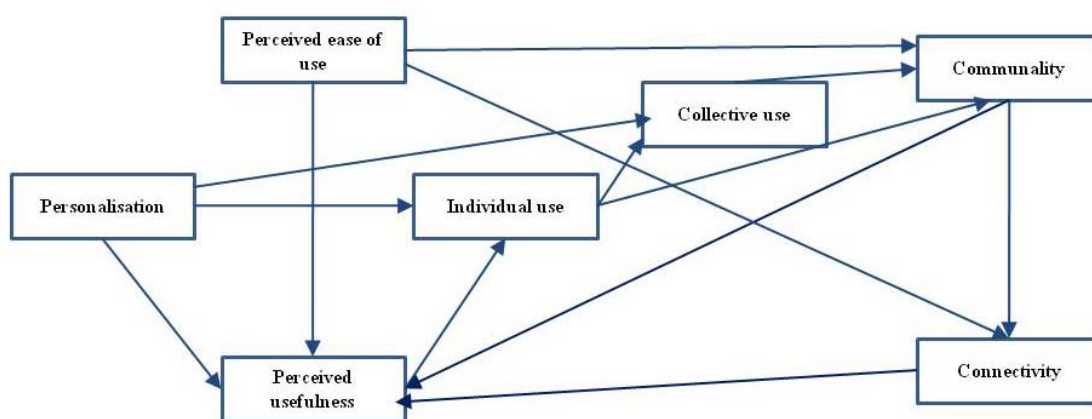 Perceived ease of
use
Communality
Collective use
Personalisation
Individual use
Perceived
usefulness
Connectivity